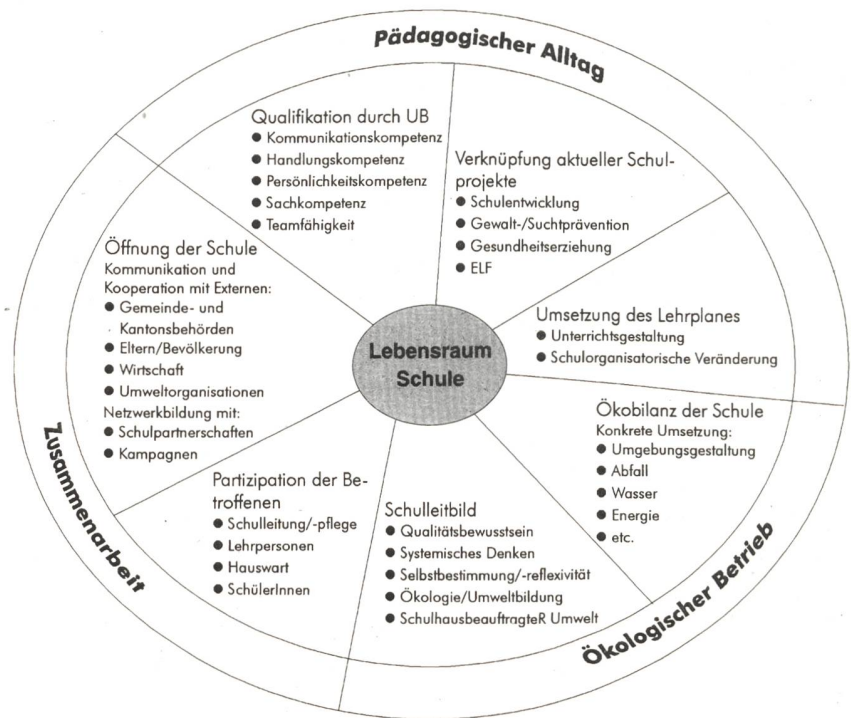 Pädagogischer Alltag
Qualifikation durch UB
● Kommunikationskompetenz
● Handlungskompetenz
● Persönlichkeitskompetenz
● Sachkompetenz
● Teamfähigkeit
Verknüpfung aktueller Schul-
projekte
● Schulentwicklung
● Gewalt-/Suchtprävention
● Gesundheitserziehung
● ELF
Umsetzung des Lehrplanes
● Unterrichtsgestaltung
● Schulorganisatorische Veränderung
Ökobilanz der Schule
Konkrete Umsetzung:
● Umgebungsgestaltung
● Abfall
● Wasser
● Energie
● etc.
Ökologischer Betrieb
Schulleitbild
● Qualitätsbewusstsein
● Systemisches Denken
● Selbstbestimmung/-reflexivität
● Ökologie/Umweltbildung
● SchulhausbeauftragteR Umwelt
Partizipation der Be-
troffenen
● Schulleitung/-pflege
● Lehrpersonen
● Hauswart
● SchülerInnen
Zusammenarbeit
Öffnung der Schule
Kommunikation und
Kooperation mit Externen:
● Gemeinde- und
Kantonsbehörden
● Eltern/Bevölkerung
● Wirtschaft
● Umweltorganisationen
Netzwerkbildung mit:
● Schulpartnerschaften
● Kampagnen
Lebensraum
Schule